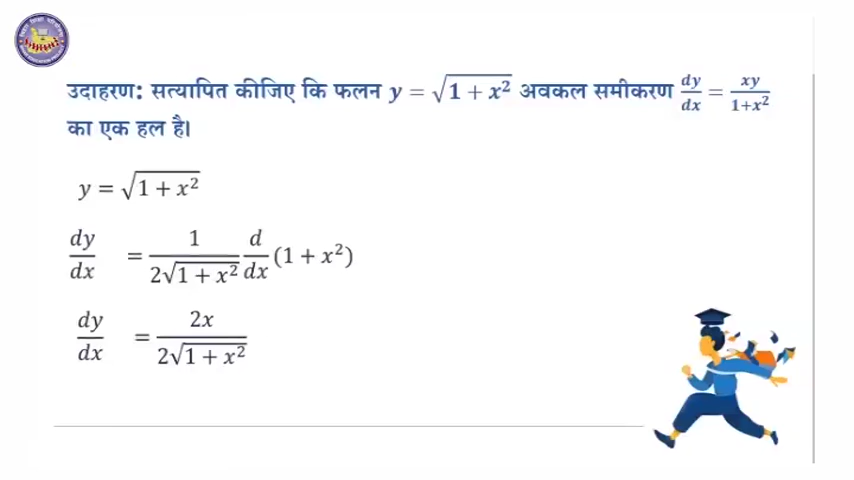 उदाहरण: सत्यापित कीजिए कि फलन y = √(1 + x²) अवकल समीकरण dy/dx = xy/(1+x²)
का एक हल है।
y = √(1 + x²)
dy/dx = 1/(2√(1 + x²)) d/dx (1 + x²)
dy/dx = 2x/(2√(1 + x²))